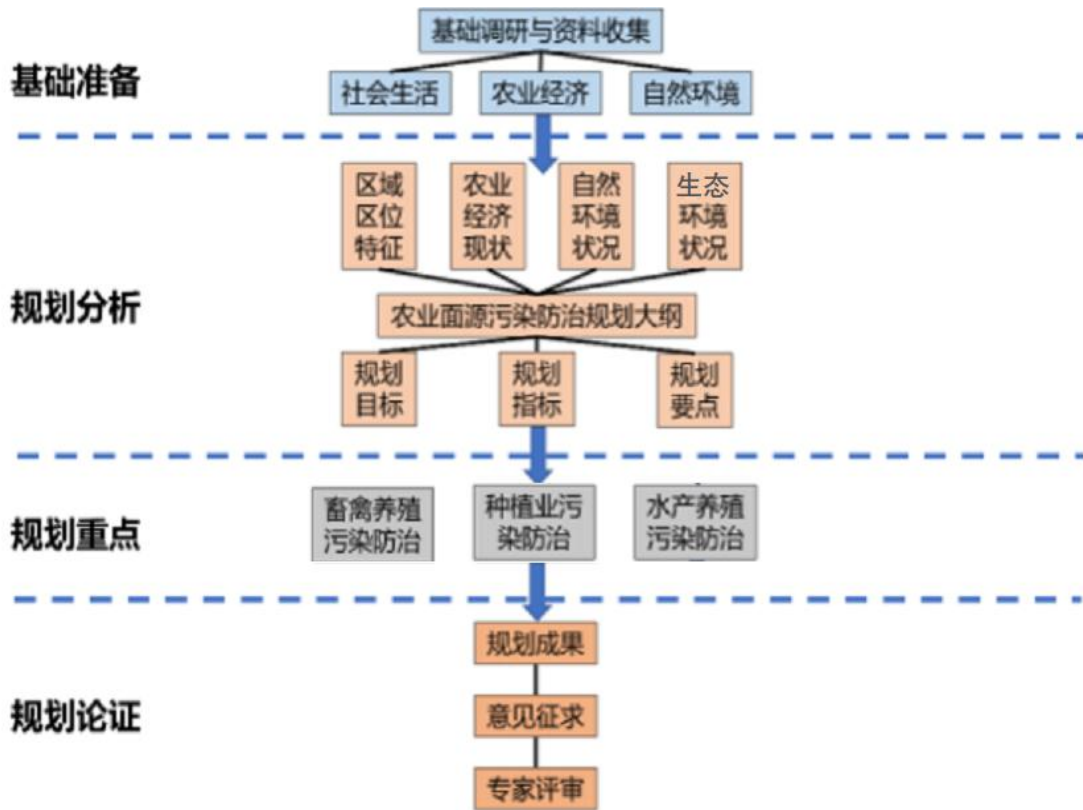 基础准备
基础调研与资料收集
社会生活
农业经济
自然环境
规划分析
区域
区位
特征
农业
经济
现状
自然
环境
状况
生态
环境
状况
农业面源污染防治规划大纲
规划
目标
规划
指标
规划
要点
规划重点
畜禽养殖
污染防治
种植业污
染防治
水产养殖
污染防治
规划论证
规划成果
意见征求
专家评审